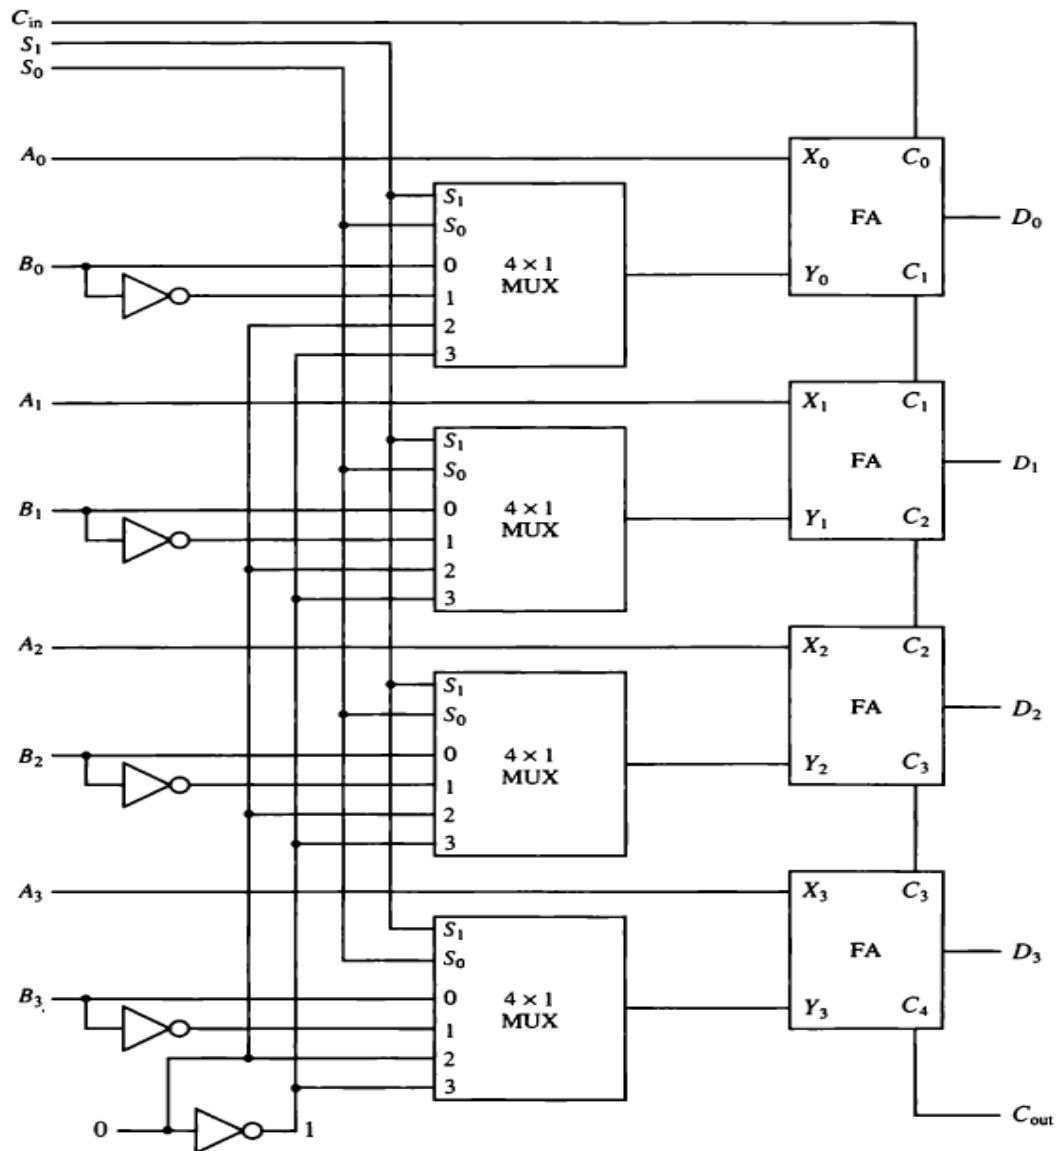 C_in
S_1
S_0
A_0
X_0 C_0
S_1
S_0
FA
D_0
B_0
0
4 × 1
MUX
1
2
3
Y_0 C_1
A_1
X_1 C_1
S_1
S_0
FA
D_1
B_1
0
4 × 1
MUX
1
2
3
Y_1 C_2
A_2
X_2 C_2
S_1
S_0
FA
D_2
B_2
0
4 × 1
MUX
1
2
3
Y_2 C_3
A_3
X_3 C_3
S_1
S_0
FA
D_3
B_3
0
4 × 1
MUX
1
2
3
Y_3 C_4
0
1
C_out